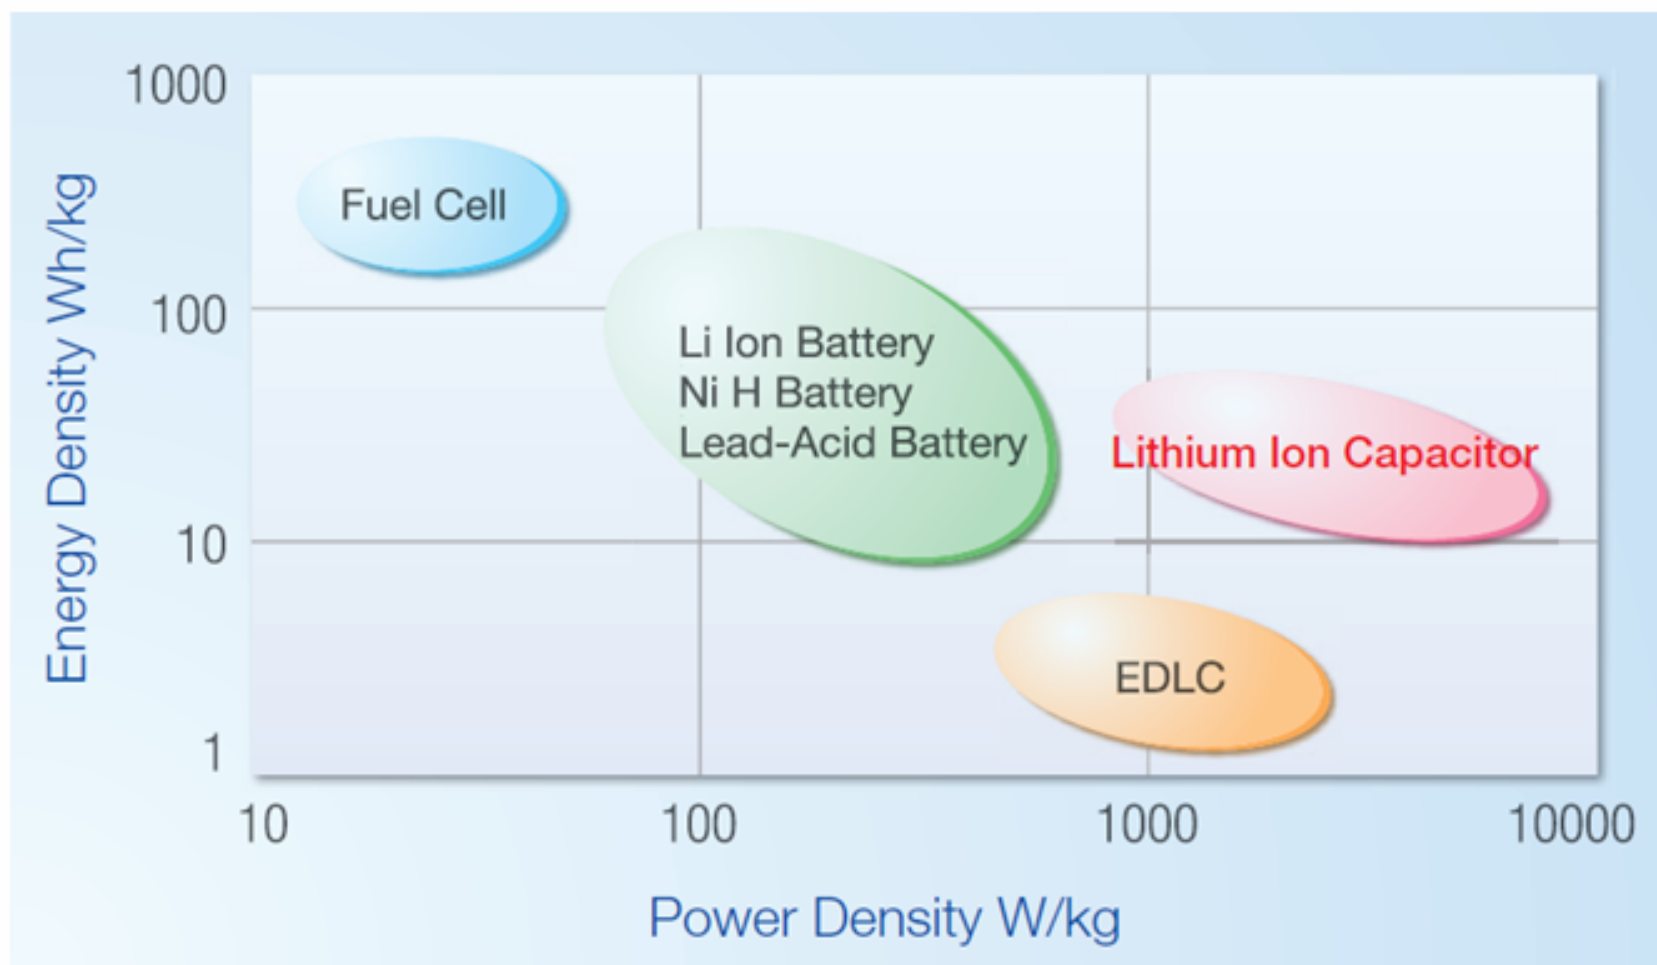 1000
100
10
1
Energy Density Wh/kg
Fuel Cell
Li Ion Battery
Ni H Battery
Lead-Acid Battery
Lithium Ion Capacitor
EDLC
10
100
1000
10000
Power Density W/kg